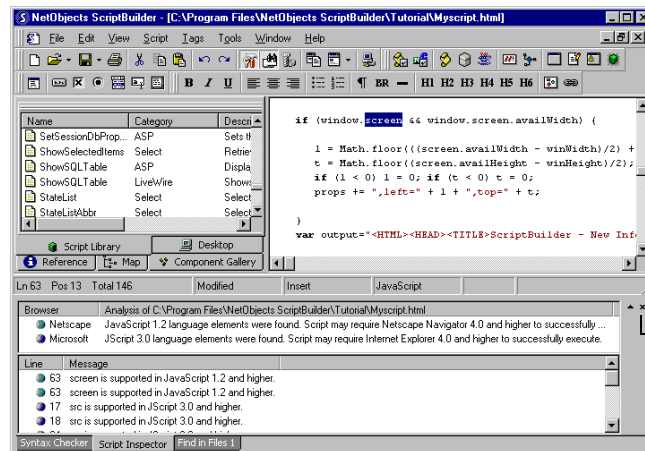 NetObjects ScriptBuilder - [C:\Program Files\NetObjects ScriptBuilder\Tutorial\Myscript.html]
File Edit View Script Tags Tools Window Help
B I U ¶ BR — H1 H2 H3 H4 H5 H6
Name Category Descri
SetSessionDbProp... ASP Sets th
ShowSelectedItems Select Retrie
ShowSQLTable ASP Displa
ShowSQLTable LiveWire Shows
StateList Select Select
StateListAbbr Select Select
Script Library Desktop
Reference Map Component Gallery
if (window.screen && window.screen.availWidth) {
l = Math.floor(((screen.availWidth - winWidth)/2) +
t = Math.floor((screen.availHeight - winHeight)/2);
if (l < 0) l = 0; if (t < 0) t = 0;
props += ",left=" + l + ",top=" + t;
}
var output="<HTML><HEAD><TITLE>ScriptBuilder - New Info
Ln 63 Pos 13 Total 146 Modified Insert JavaScript
Browser Analysis of C:\Program Files\NetObjects ScriptBuilder\Tutorial\Myscript.html
Netscape JavaScript 1.2 language elements were found. Script may require Netscape Navigator 4.0 and higher to successfully ...
Microsoft JScript 3.0 language elements were found. Script may require Internet Explorer 4.0 and higher to successfully execute.
Line Message
63 screen is supported in JavaScript 1.2 and higher.
63 screen is supported in JavaScript 1.2 and higher.
17 src is supported in JScript 3.0 and higher.
18 src is supported in JScript 3.0 and higher.
Syntax Checker Script Inspector Find in Files 1